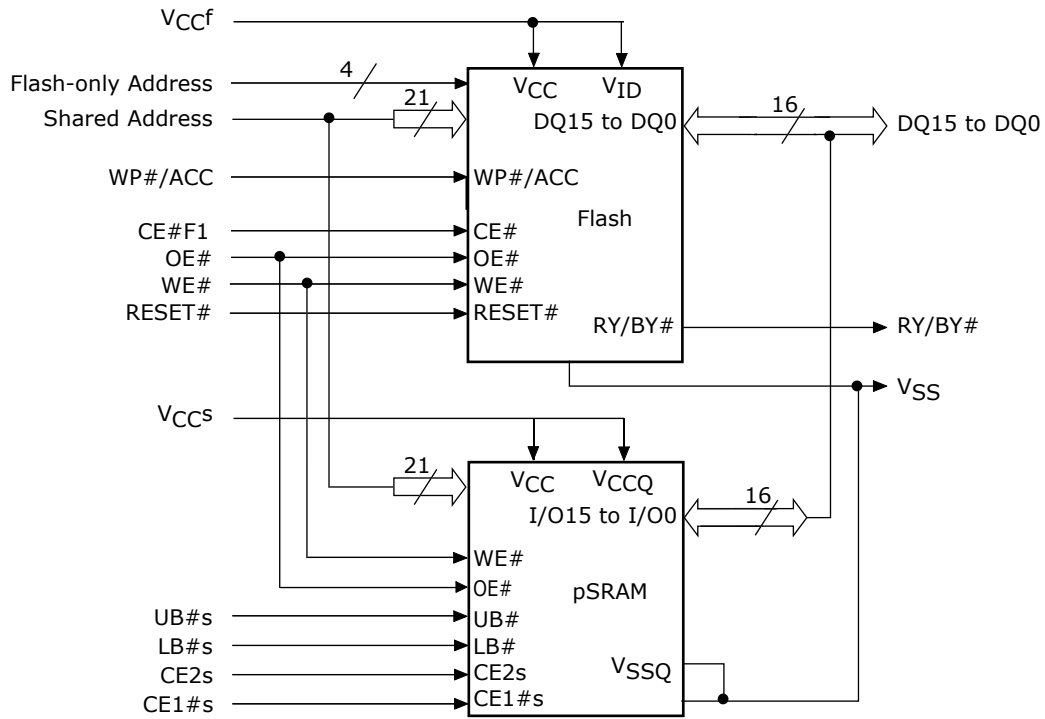 VCCf
Flash-only Address
4
VCC
VID
Shared Address
21
DQ15 to DQ0
16
DQ15 to DQ0
WP#/ACC
WP#/ACC
Flash
CE#F1
CE#
OE#
OE#
WE#
WE#
RESET#
RESET#
RY/BY#
RY/BY#
VSS
VCCs
21
VCC
VCCQ
16
I/O15 to I/O0
WE#
OE#
pSRAM
UB#s
UB#
LB#s
LB#
CE2s
CE2s
VSSQ
CE1#s
CE1#s